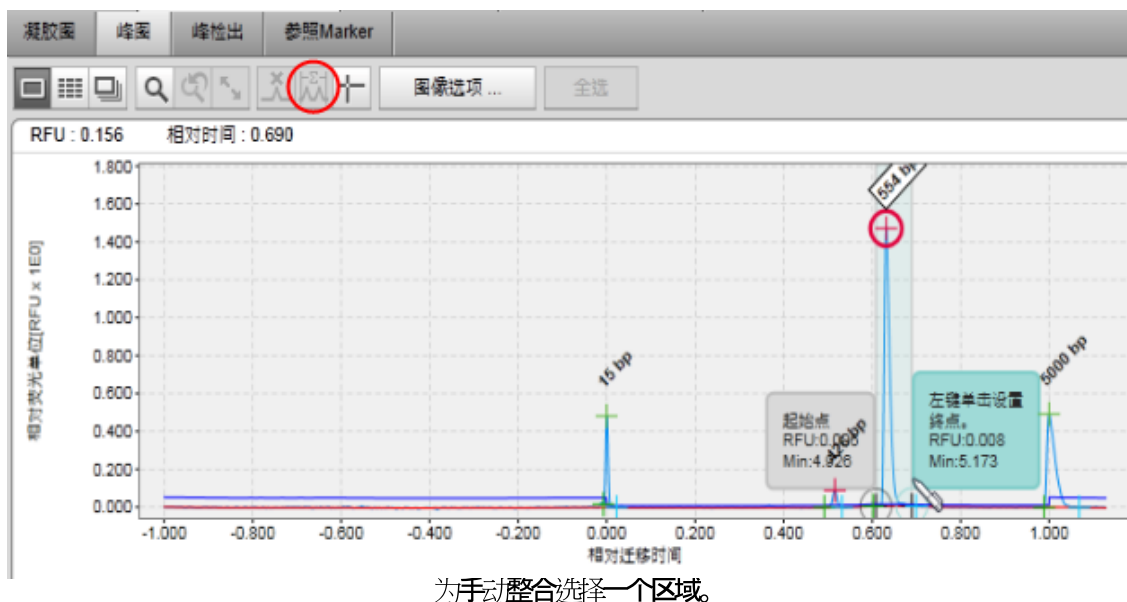 凝胶图 峰图 峰检出 参照Marker
图像选项 ... 全选
RFU : 0.156 相对时间 : 0.690
1.800
1.600
1.400
1.200
1.000
0.800
0.600
0.400
0.200
0.000
相对荧光单位[RFU x 1E0]
554 bp
15 bp
5000 bp
起始点
Min:4.926
左键单击设置
终点。
RFU:0.008
Min:5.173
-1.000 -0.800 -0.600 -0.400 -0.200 0.000 0.200 0.400 0.600 0.800 1.000
相对迁移时间
为手动整合选择一个区域。